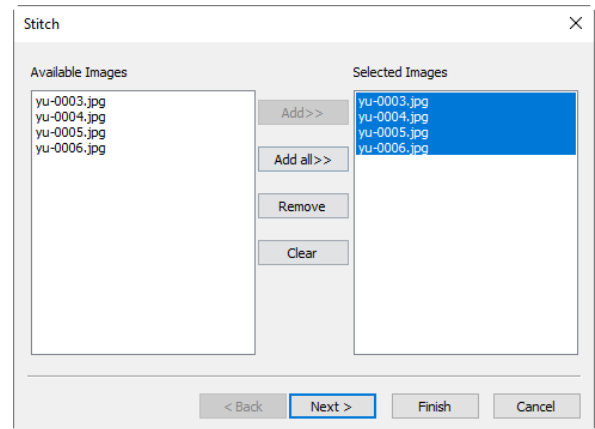 Stitch
Available Images
Selected Images
yu-0003.jpg
yu-0004.jpg
yu-0005.jpg
yu-0006.jpg
Add>>
Add all>>
Remove
Clear
yu-0003.jpg
yu-0004.jpg
yu-0005.jpg
yu-0006.jpg
< Back
Next >
Finish
Cancel